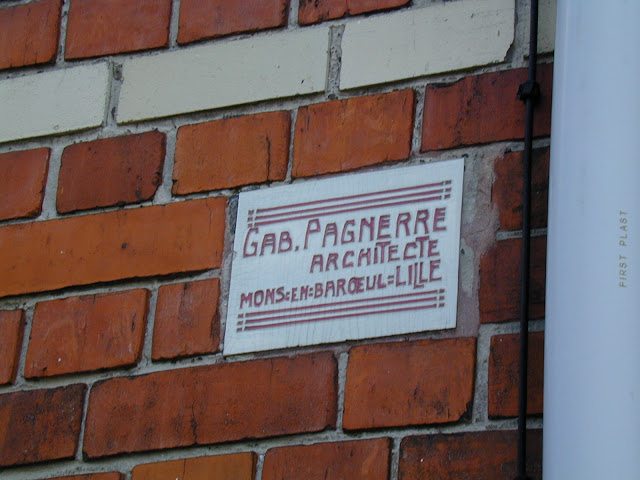 GAB. PAGNERRE
ARCHITECTE
MONS=EN=BARŒUL=LILLE
FIRST PLAST